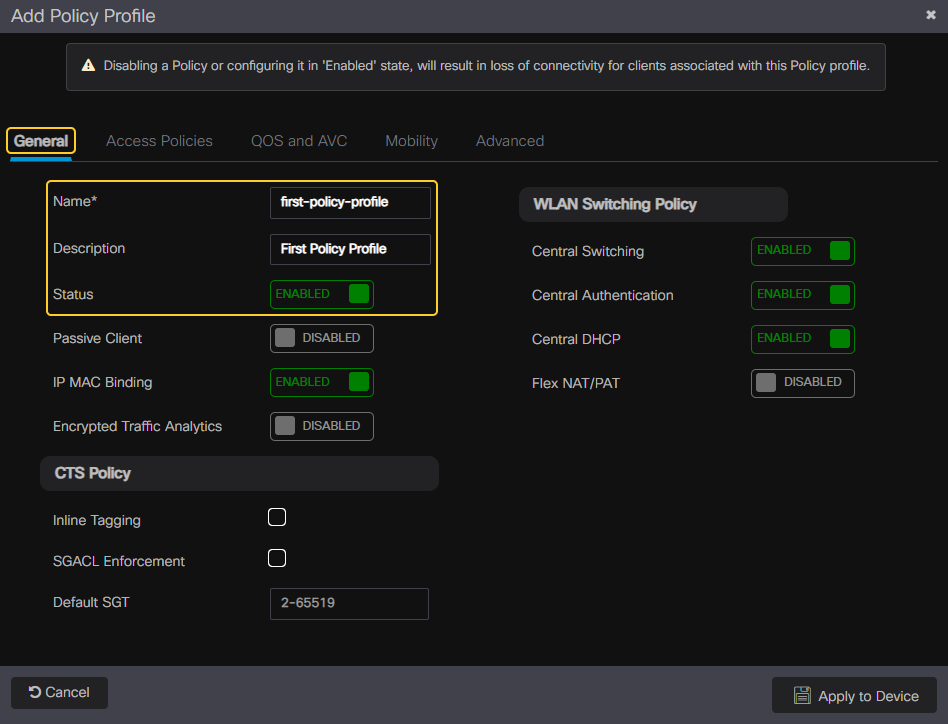 Add Policy Profile
Disabling a Policy or configuring it in 'Enabled' state, will result in loss of connectivity for clients associated with this Policy profile.
General Access Policies QOS and AVC Mobility Advanced
Name* first-policy-profile
Description First Policy Profile
Status ENABLED
Passive Client DISABLED
IP MAC Binding ENABLED
Encrypted Traffic Analytics DISABLED
CTS Policy
Inline Tagging
SGACL Enforcement
Default SGT 2-65519
WLAN Switching Policy
Central Switching ENABLED
Central Authentication ENABLED
Central DHCP ENABLED
Flex NAT/PAT DISABLED
Cancel
Apply to Device